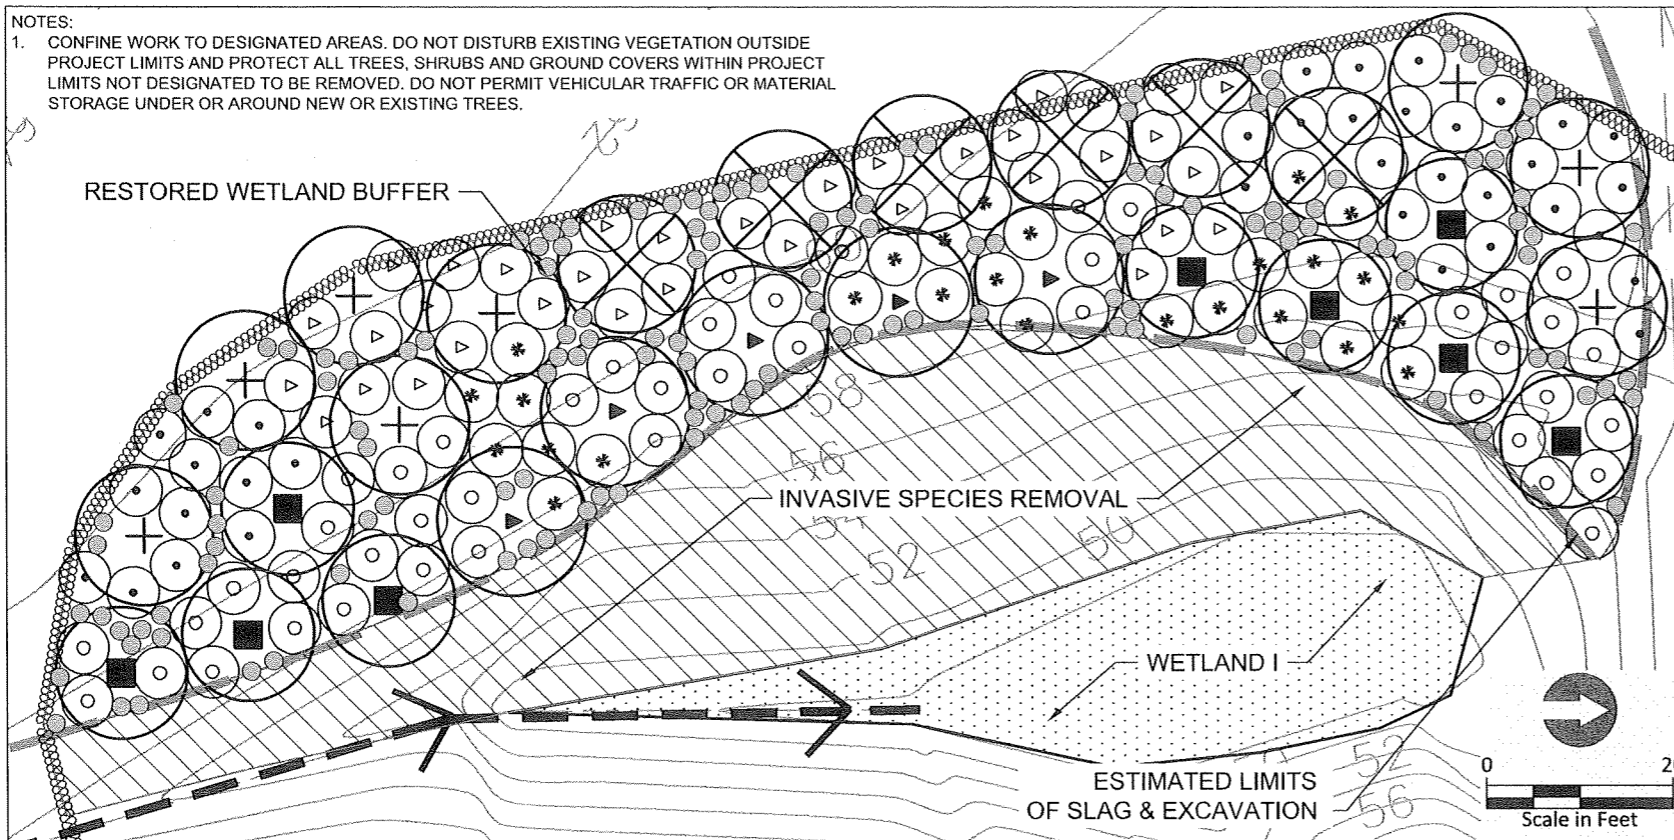 NOTES:
1. CONFINE WORK TO DESIGNATED AREAS. DO NOT DISTURB EXISTING VEGETATION OUTSIDE
PROJECT LIMITS AND PROTECT ALL TREES, SHRUBS AND GROUND COVERS WITHIN PROJECT
LIMITS NOT DESIGNATED TO BE REMOVED. DO NOT PERMIT VEHICULAR TRAFFIC OR MATERIAL
STORAGE UNDER OR AROUND NEW OR EXISTING TREES.
RESTORED WETLAND BUFFER
58
56
INVASIVE SPECIES REMOVAL
54
52
50
WETLAND I
ESTIMATED LIMITS
OF SLAG & EXCAVATION
52
56
0
Scale in Feet